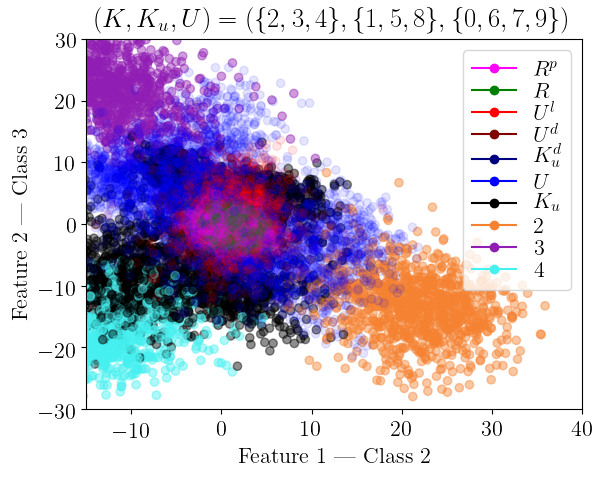 (K, K_u, U) = ({2, 3, 4}, {1, 5, 8}, {0, 6, 7, 9})
30
20
10
0
−10
−20
−30
Feature 2 — Class 3
R^p
R
U^l
U^d
K_u^d
U
K_u
2
3
4
−10
0
10
20
30
40
Feature 1 — Class 2